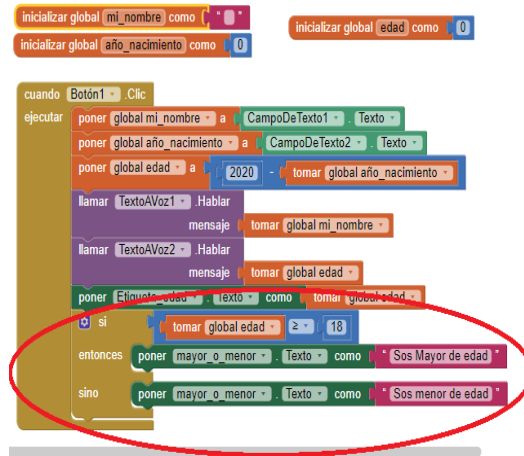 inicializar global mi_nombre como " "
inicializar global edad como 0
inicializar global año_nacimiento como 0
cuando Botón1 .Clic
ejecutar poner global mi_nombre a CampoDeTexto1 . Texto
poner global año_nacimiento a CampoDeTexto2 . Texto
poner global edad a 2020 - tomar global año_nacimiento
llamar TextoAVoz1 .Hablar
mensaje tomar global mi_nombre
llamar TextoAVoz2 .Hablar
mensaje tomar global edad
poner Etiqueta_edad . Texto como tomar global edad
si tomar global edad ≥ 18
entonces poner mayor_o_menor . Texto como " Sos Mayor de edad "
sino poner mayor_o_menor . Texto como " Sos menor de edad "